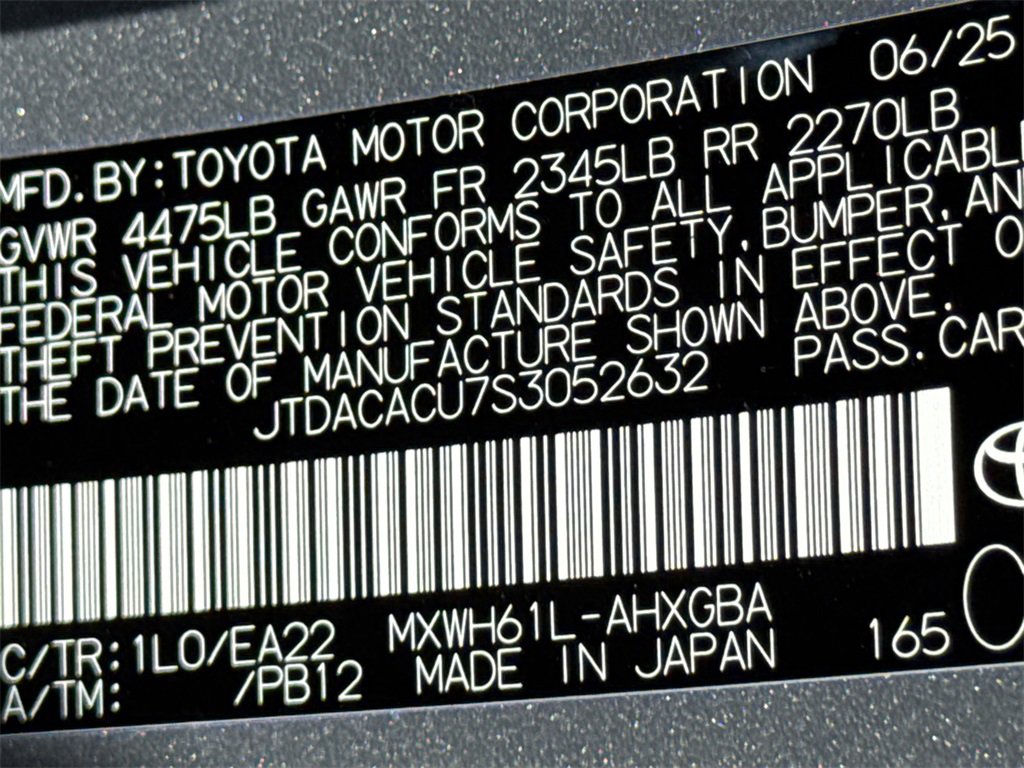 MFD. BY: TOYOTA MOTOR CORPORATION 06/25
GVWR 4475LB GAWR FR 2345LB RR 2270LB
THIS VEHICLE CONFORMS TO ALL APPLICABL
FEDERAL MOTOR VEHICLE SAFETY, BUMPER, AN
THEFT PREVENTION STANDARDS IN EFFECT O
THE DATE OF MANUFACTURE SHOWN ABOVE.
JTDACACU7S3052632 PASS. CAR
C/TR: 1L0/EA22 MXWH61L-AHXGBA
A/TM: /PB12 MADE IN JAPAN 165